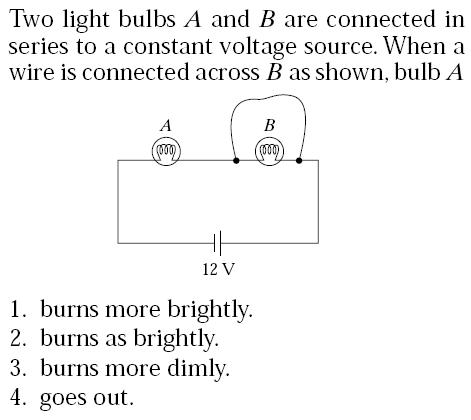 Two light bulbs A and B are connected in
series to a constant voltage source. When a
wire is connected across B as shown, bulb A
A
B
12 V
1. burns more brightly.
2. burns as brightly.
3. burns more dimly.
4. goes out.